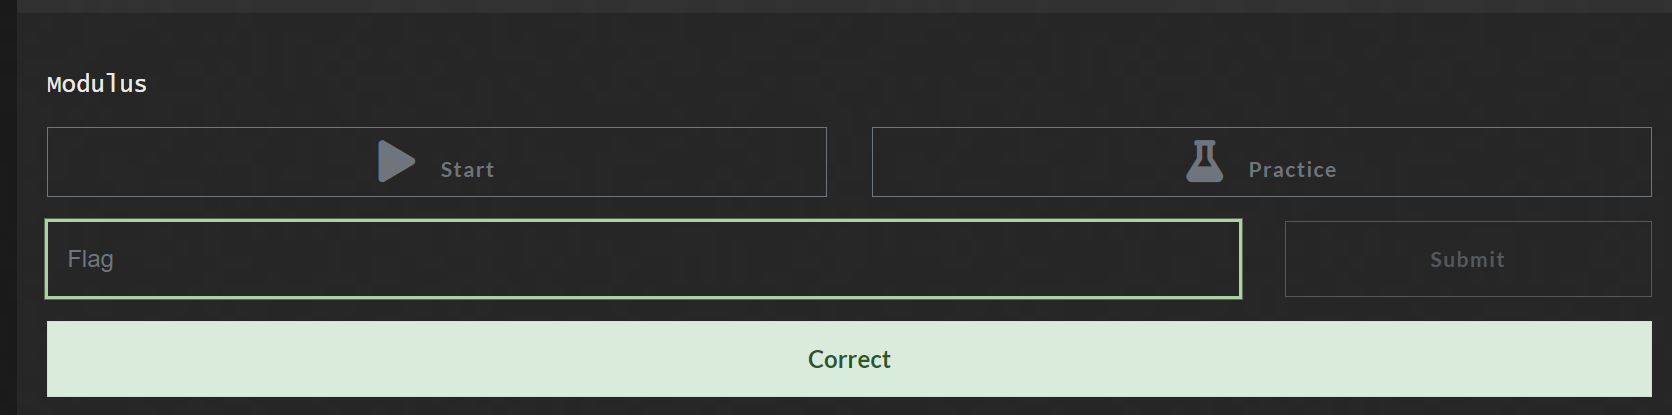 Modulus
Start
Practice
Flag
Submit
Correct